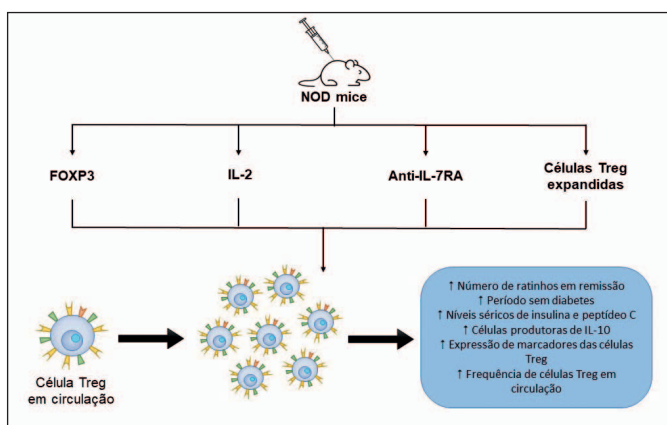 NOD mice
FOXP3
IL-2
Anti-IL-7RA
Células Treg
expandidas
Célula Treg
em circulação
↑ Número de ratinhos em remissão
↑ Período sem diabetes
↑ Níveis séricos de insulina e peptídeo C
↑ Células produtoras de IL-10
↑ Expressão de marcadores das células
Treg
↑ Frequência de células Treg em
circulação